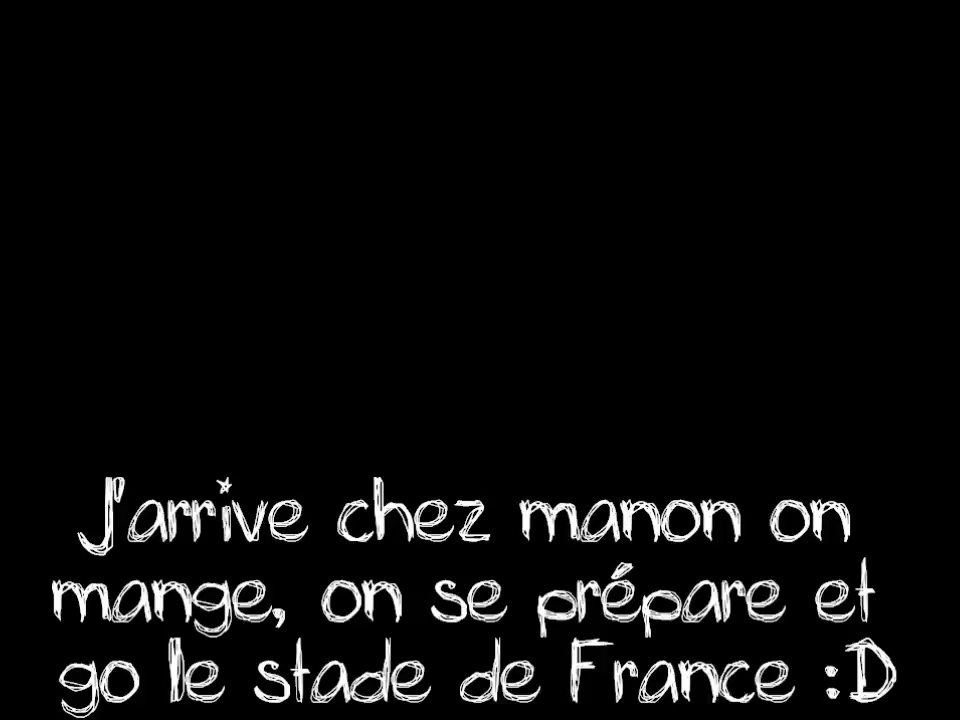 J'arrive chez manon on
mange, on se prépare et
go le stade de France :D